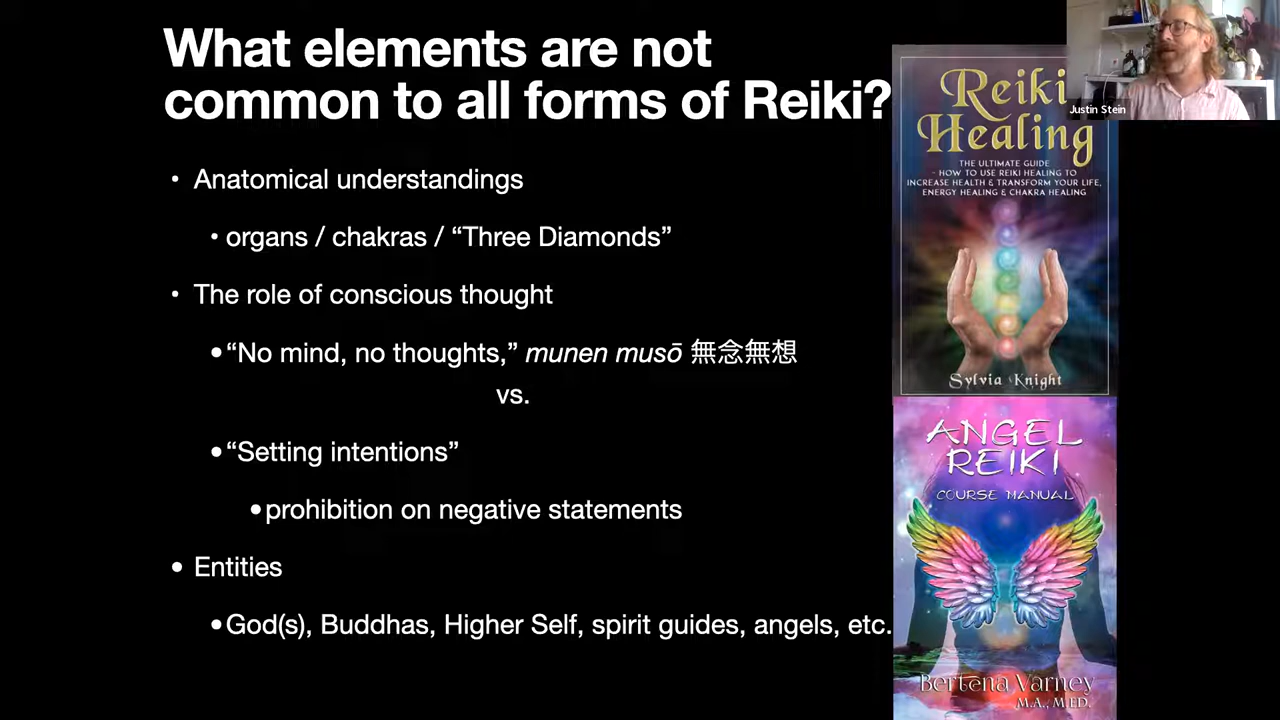 What elements are not
common to all forms of Reiki?
• Anatomical understandings
• organs / chakras / “Three Diamonds”
• The role of conscious thought
• “No mind, no thoughts,” munen musō 無念無想
vs.
• “Setting intentions”
• prohibition on negative statements
• Entities
• God(s), Buddhas, Higher Self, spirit guides, angels, etc.
Reiki
Healing
THE ULTIMATE GUIDE
- HOW TO USE REIKI HEALING TO
INCREASE HEALTH & TRANSFORM YOUR LIFE,
ENERGY HEALING & CHAKRA HEALING
Sylvia Knight
ANGEL
REIKI
COURSE MANUAL
Bertena Varney
M.A., M.ED.
Justin Stein